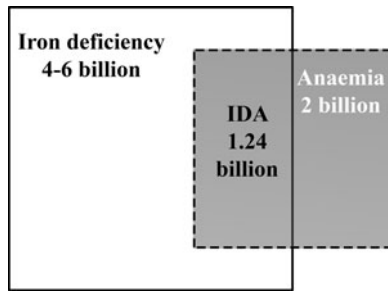 Iron deficiency
4-6 billion
IDA
1.24
billion
Anaemia
2 billion